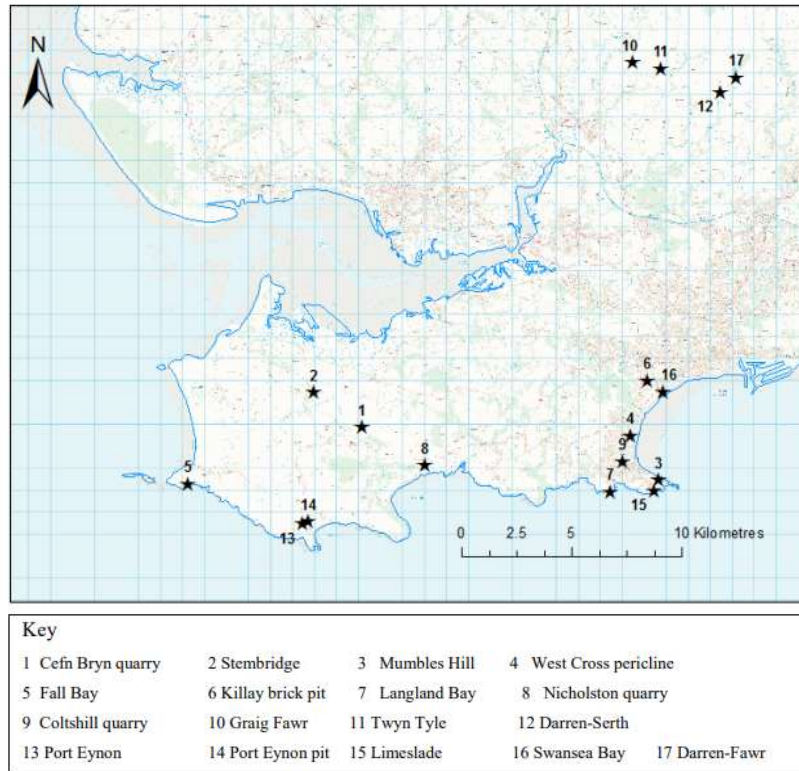 N
10
11
17
12
2
1
6
16
4
9
8
3
7
5
15
14
13
0 2.5 5 10 Kilometres
Key
1 Cefn Bryn quarry 2 Stembridge 3 Mumbles Hill 4 West Cross pericline
5 Fall Bay 6 Killay brick pit 7 Langland Bay 8 Nicholston quarry
9 Coltshill quarry 10 Graig Fawr 11 Twyn Tyle 12 Darren-Serth
13 Port Eynon 14 Port Eynon pit 15 Limeslade 16 Swansea Bay 17 Darren-Fawr